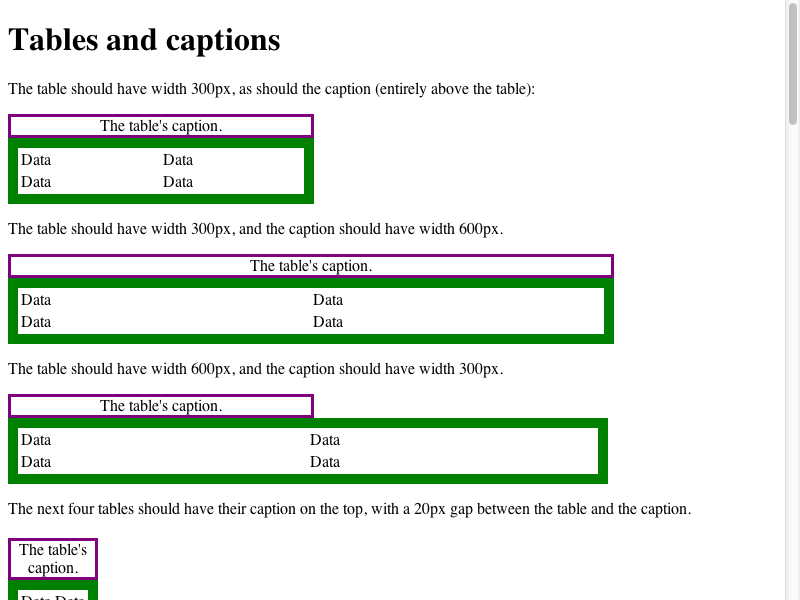 Tables and captions
The table should have width 300px, as should the caption (entirely above the table):
The table's caption.
Data Data
Data Data
The table should have width 300px, and the caption should have width 600px.
The table's caption.
Data Data
Data Data
The table should have width 600px, and the caption should have width 300px.
The table's caption.
Data Data
Data Data
The next four tables should have their caption on the top, with a 20px gap between the table and the caption.
The table's
caption.
Data Data